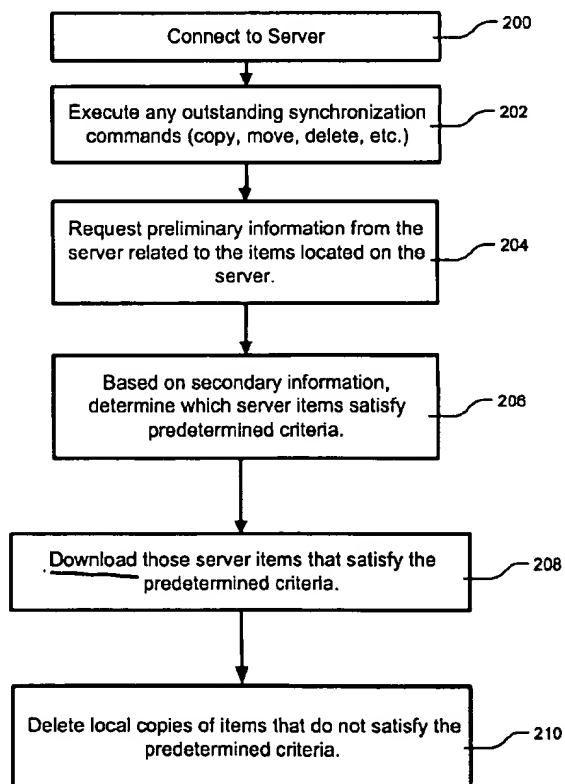 Connect to Server
200
Execute any outstanding synchronization
commands (copy, move, delete, etc.)
202
Request preliminary information from the
server related to the items located on the
server.
204
Based on secondary information,
determine which server items satisfy
predetermined criteria.
206
Download those server items that satisfy the
predetermined criteria.
208
Delete local copies of items that do not satisfy the
predetermined criteria.
210